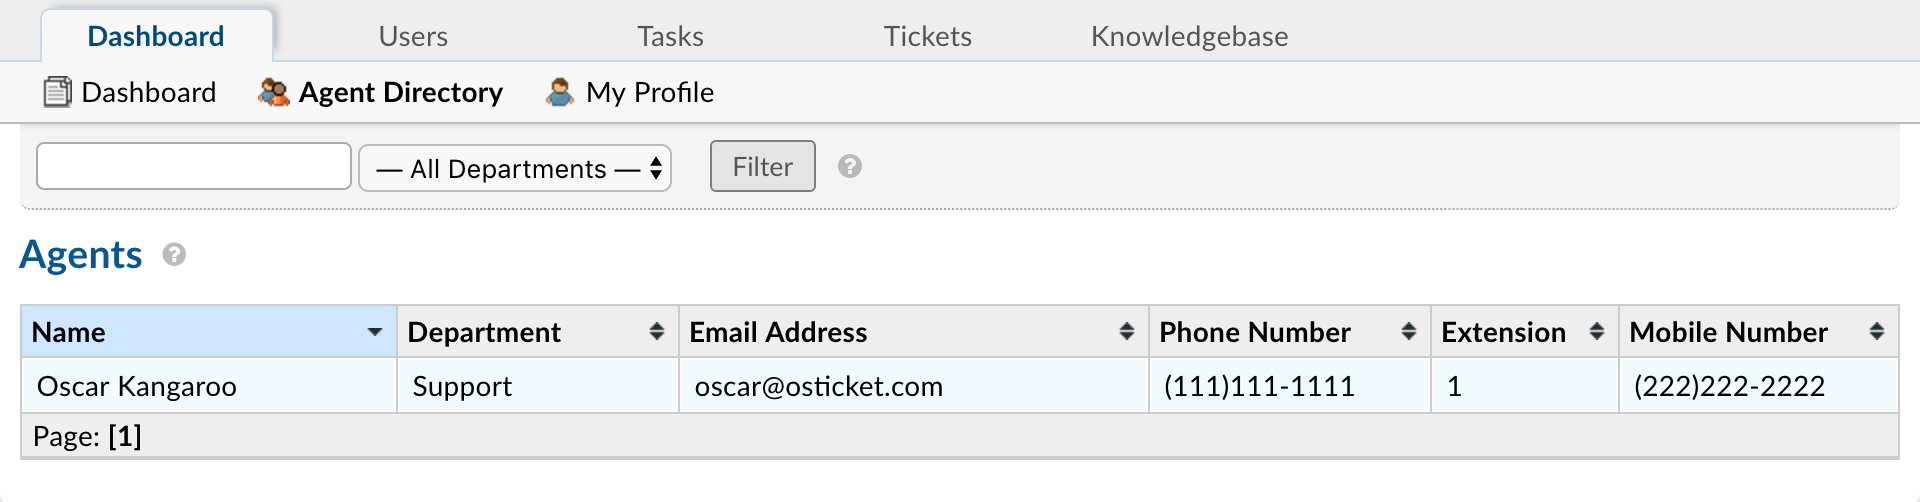 Dashboard Users Tasks Tickets Knowledgebase
Dashboard Agent Directory My Profile
— All Departments — Filter ?
Agents ?
Name Department Email Address Phone Number Extension Mobile Number
Oscar Kangaroo Support oscar@osticket.com (111)111-1111 1 (222)222-2222
Page: [1]